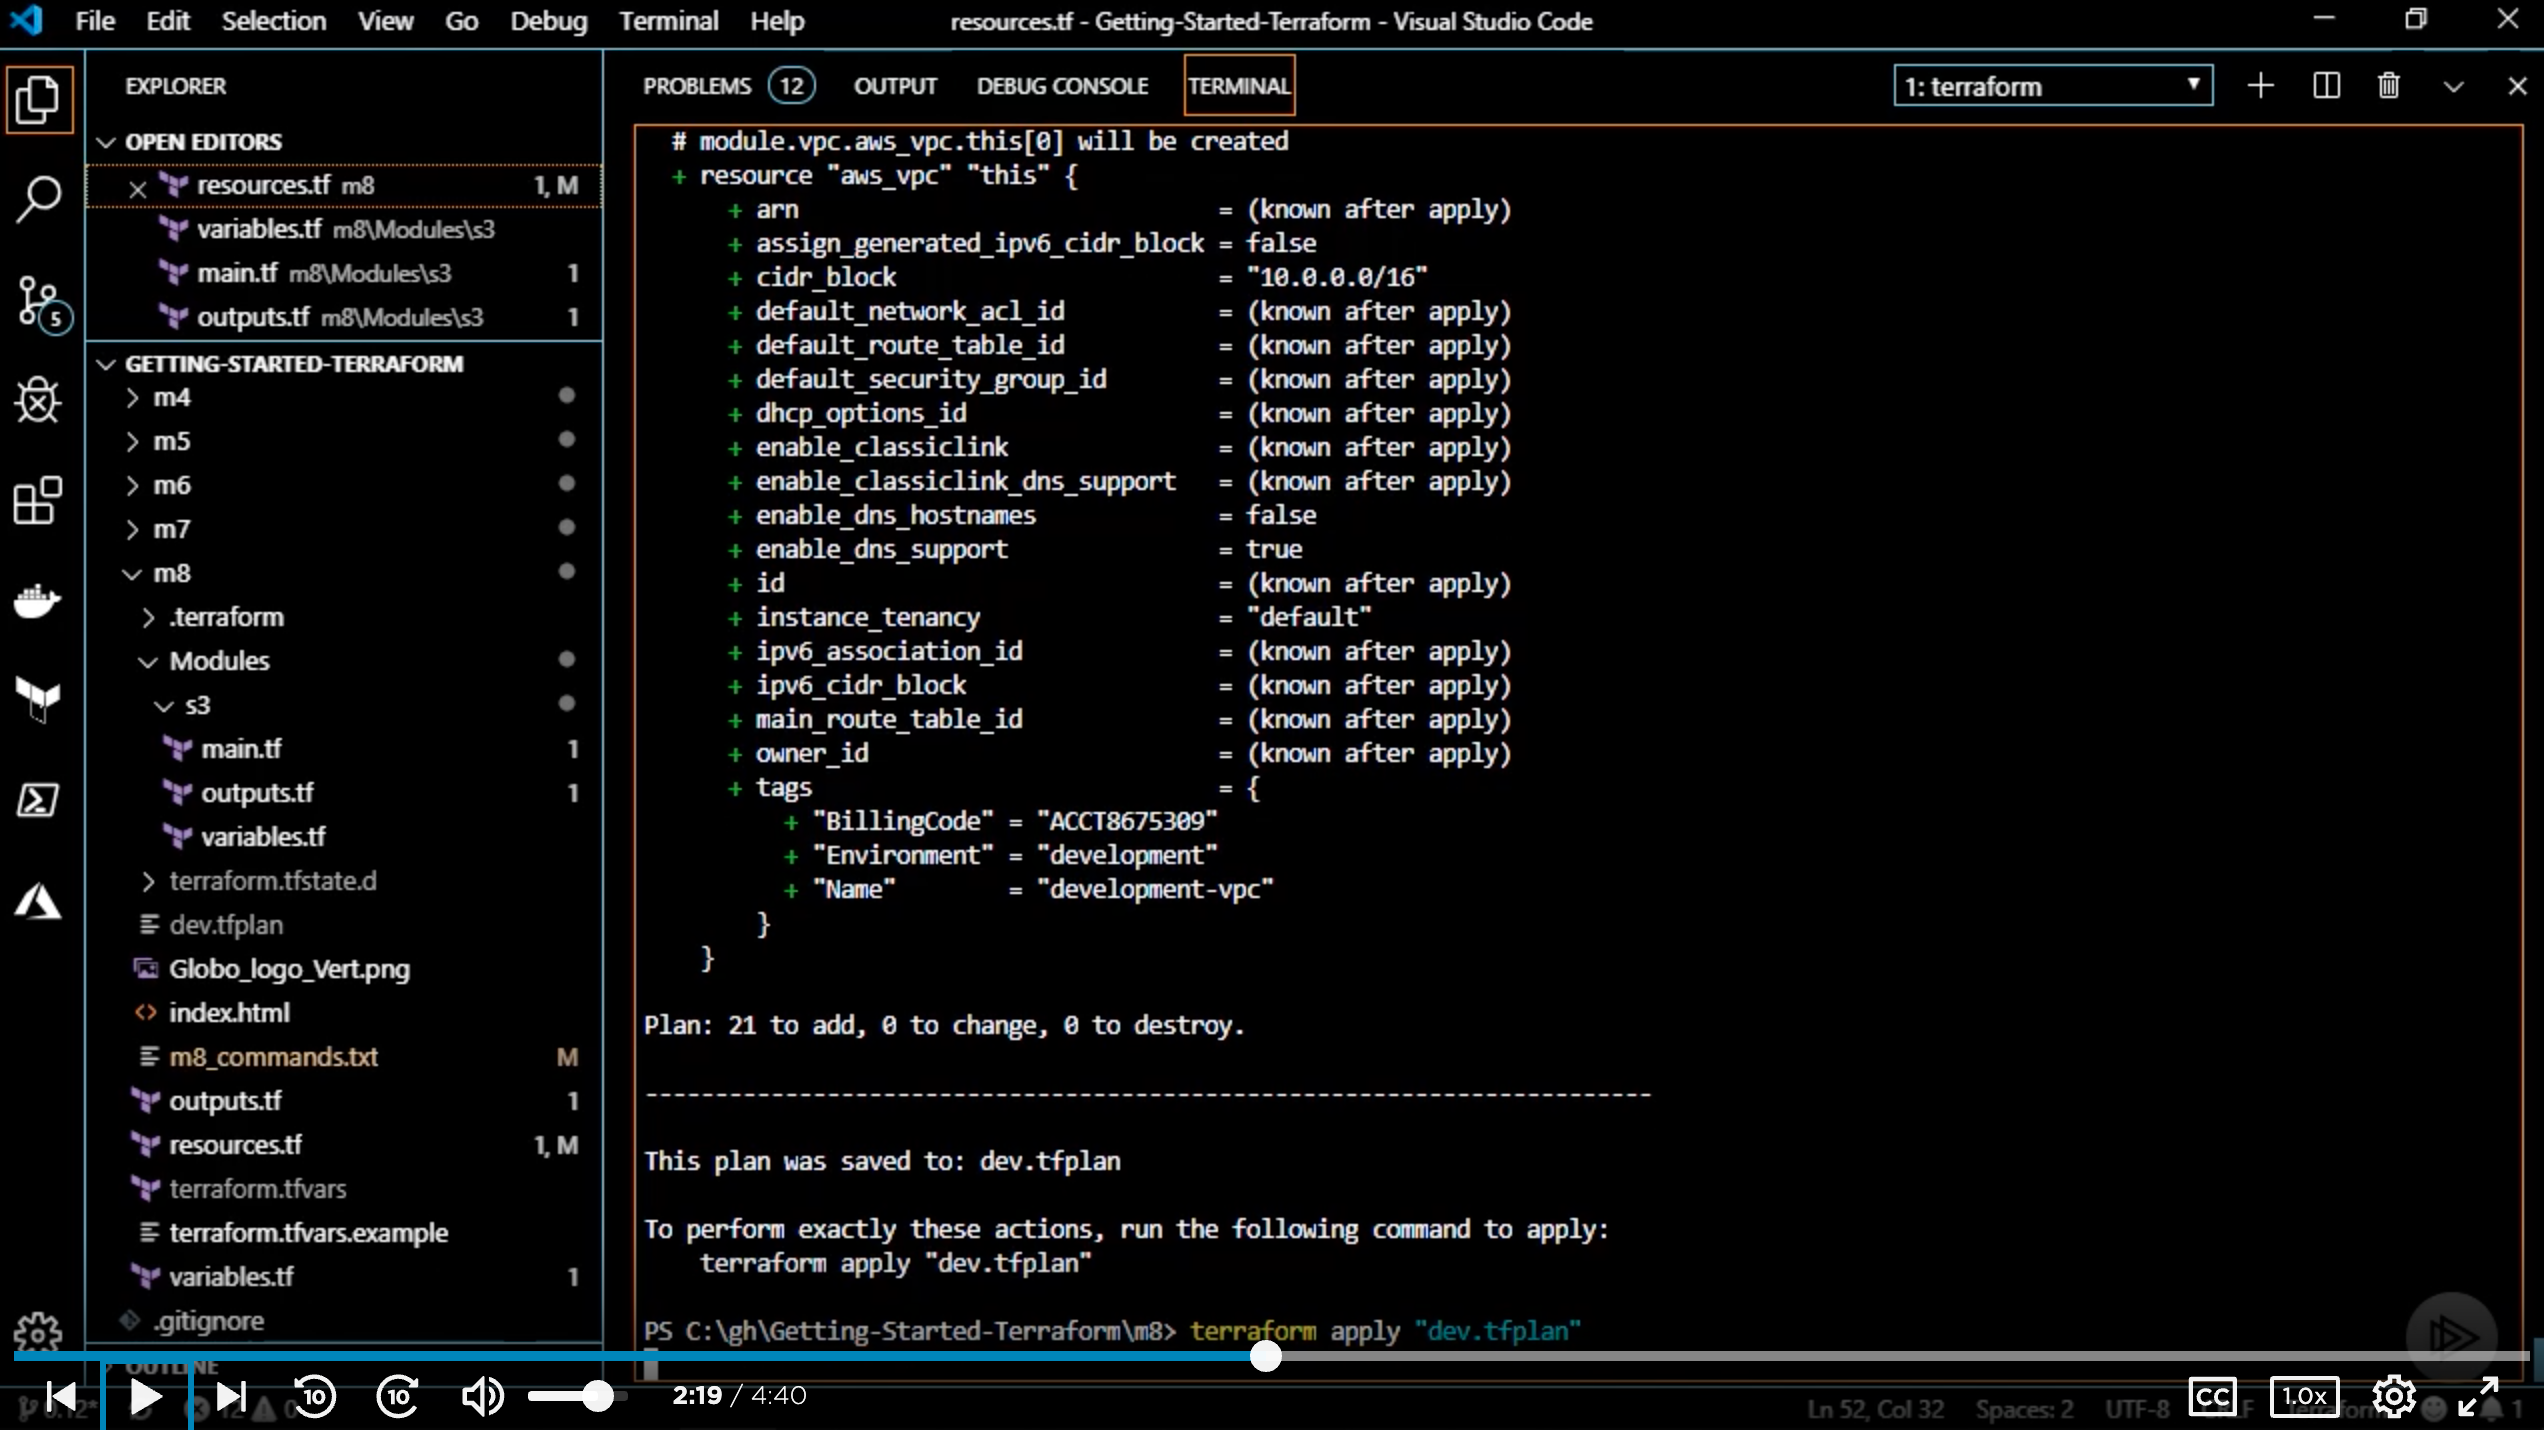 File Edit Selection View Go Debug Terminal Help
resources.tf - Getting-Started-Terraform - Visual Studio Code
EXPLORER
OPEN EDITORS
resources.tf m8 1, M
variables.tf m8\Modules\s3
main.tf m8\Modules\s3 1
outputs.tf m8\Modules\s3 1
5
GETTING-STARTED-TERRAFORM
m4
m5
m6
m7
m8
.terraform
Modules
s3
main.tf 1
outputs.tf 1
variables.tf
terraform.tfstate.d
dev.tfplan
Globo_logo_Vert.png
index.html
m8_commands.txt M
outputs.tf 1
resources.tf 1, M
terraform.tfvars
terraform.tfvars.example
variables.tf 1
.gitignore
OUTLINE
PROBLEMS 12 OUTPUT DEBUG CONSOLE TERMINAL
1: terraform
# module.vpc.aws_vpc.this[0] will be created
+ resource "aws_vpc" "this" {
+ arn = (known after apply)
+ assign_generated_ipv6_cidr_block = false
+ cidr_block = "10.0.0.0/16"
+ default_network_acl_id = (known after apply)
+ default_route_table_id = (known after apply)
+ default_security_group_id = (known after apply)
+ dhcp_options_id = (known after apply)
+ enable_classiclink = (known after apply)
+ enable_classiclink_dns_support = (known after apply)
+ enable_dns_hostnames = false
+ enable_dns_support = true
+ id = (known after apply)
+ instance_tenancy = "default"
+ ipv6_association_id = (known after apply)
+ ipv6_cidr_block = (known after apply)
+ main_route_table_id = (known after apply)
+ owner_id = (known after apply)
+ tags = {
+ "BillingCode" = "ACCT8675309"
+ "Environment" = "development"
+ "Name" = "development-vpc"
}
}
Plan: 21 to add, 0 to change, 0 to destroy.
------------------------------------------------------------------------
This plan was saved to: dev.tfplan
To perform exactly these actions, run the following command to apply:
terraform apply "dev.tfplan"
PS C:\gh\Getting-Started-Terraform\m8> terraform apply "dev.tfplan"
10 10 2:19 / 4:40 CC 1.0x
0.12* 12 0 Ln 52, Col 32 Spaces: 2 UTF-8 1